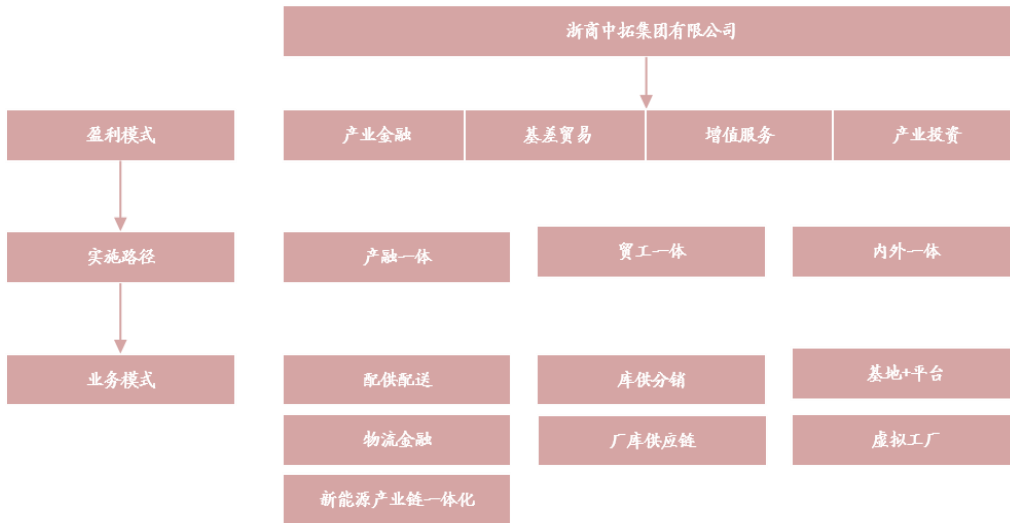 浙商中拓集团有限公司
盈利模式
产业金融
基差贸易
增值服务
产业投资
实施路径
产融一体
贸工一体
内外一体
业务模式
配供配送
库供分销
基地+平台
物流金融
厂库供应链
虚拟工厂
新能源产业链一体化